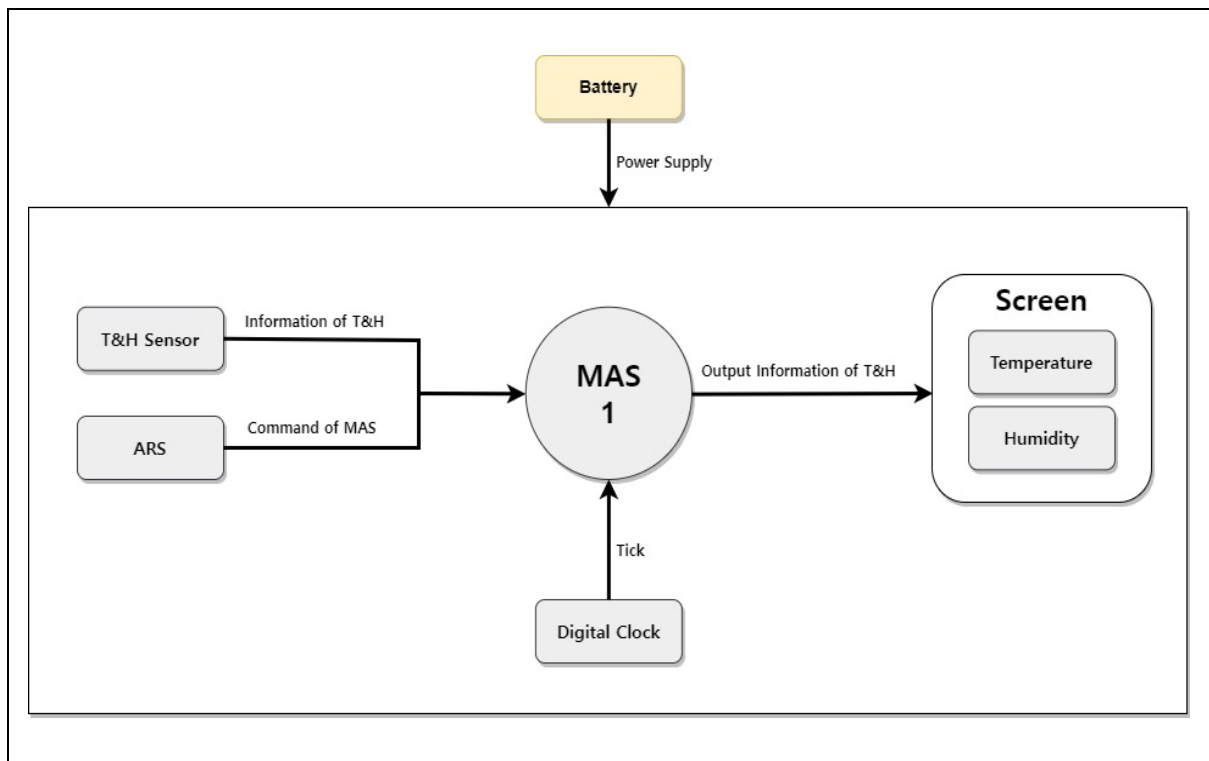 Battery
Power Supply
Screen
Information of T&H
T&H Sensor
Temperature
MAS
1
Output Information of T&H
Command of MAS
ARS
Humidity
Tick
Digital Clock